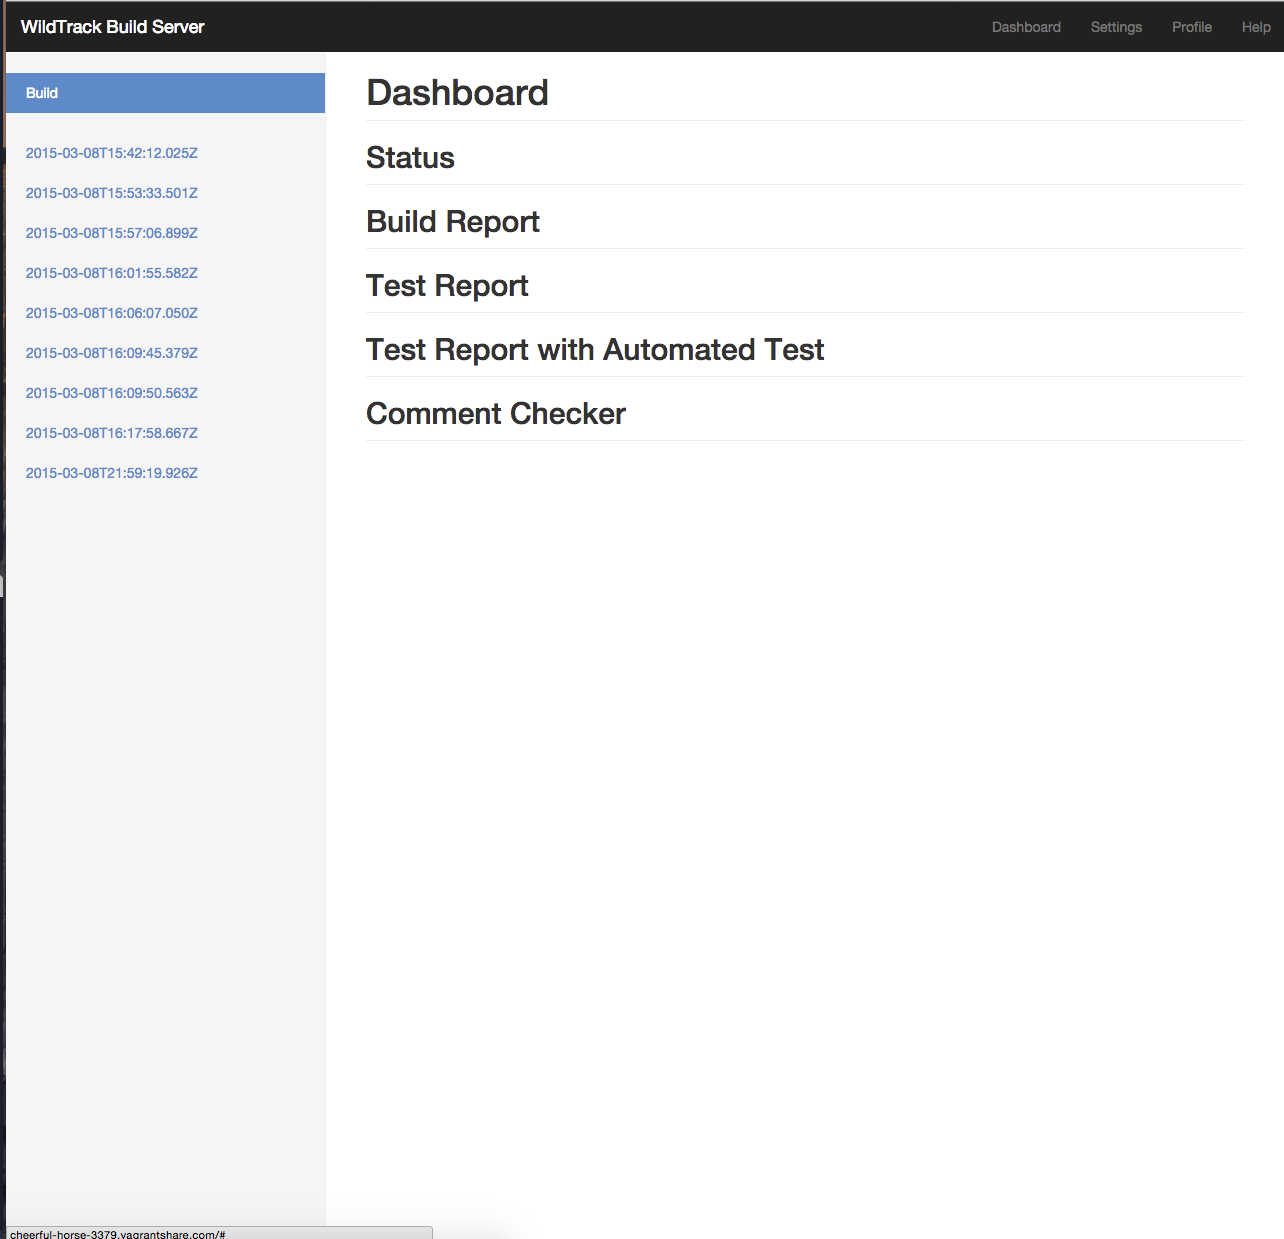 WildTrack Build Server
Dashboard Settings Profile Help
Build
2015-03-08T15:42:12.025Z
2015-03-08T15:53:33.501Z
2015-03-08T15:57:06.899Z
2015-03-08T16:01:55.582Z
2015-03-08T16:06:07.050Z
2015-03-08T16:09:45.379Z
2015-03-08T16:09:50.563Z
2015-03-08T16:17:58.667Z
2015-03-08T21:59:19.926Z
Dashboard
Status
Build Report
Test Report
Test Report with Automated Test
Comment Checker
cheerful-horse-3379.vagrantshare.com/#